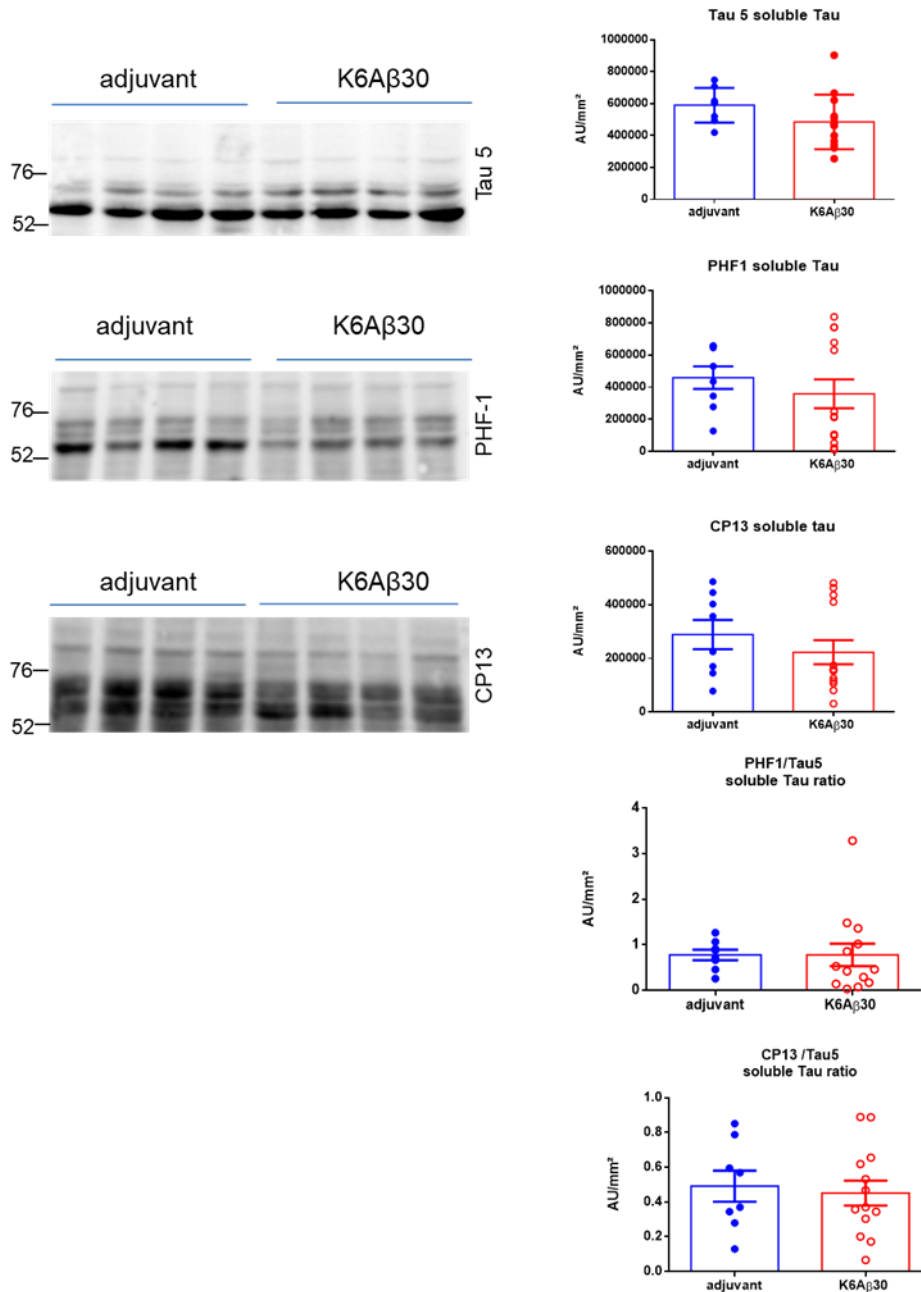 adjuvant
K6Aβ30
76
52
Tau 5
adjuvant
K6Aβ30
76
52
PHF-1
adjuvant
K6Aβ30
76
52
CP13
Tau 5 soluble Tau
1000000
800000
600000
400000
200000
0
AU/mm²
adjuvant
K6Aβ30
PHF1 soluble Tau
1000000
800000
600000
400000
200000
0
AU/mm²
adjuvant
K6Aβ30
CP13 soluble tau
600000
400000
200000
0
AU/mm²
adjuvant
K6Aβ30
PHF1/Tau5
soluble Tau ratio
4
3
2
1
0
AU/mm²
adjuvant
K6Aβ30
CP13 /Tau5
soluble Tau ratio
1.0
0.8
0.6
0.4
0.2
0.0
AU/mm²
adjuvant
K6Aβ30